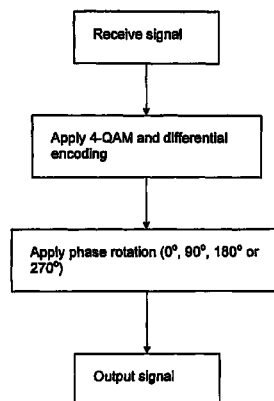 Receive signal
Apply 4-QAM and differential
encoding
Apply phase rotation (0°, 90°, 180° or
270°)
Output signal